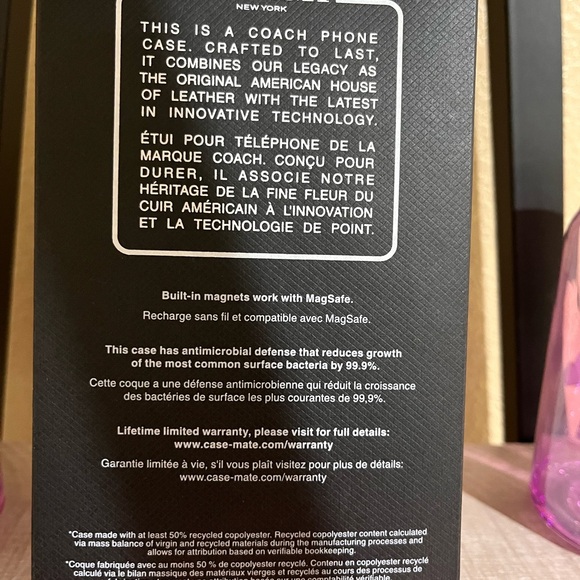 NEW YORK
THIS IS A COACH PHONE
CASE. CRAFTED TO LAST,
IT COMBINES OUR LEGACY AS
THE ORIGINAL AMERICAN HOUSE
OF LEATHER WITH THE LATEST
IN INNOVATIVE TECHNOLOGY.
ÉTUI POUR TÉLÉPHONE DE LA
MARQUE COACH. CONÇU POUR
DURER, IL ASSOCIE NOTRE
HÉRITAGE DE LA FINE FLEUR DU
CUIR AMÉRICAIN À L'INNOVATION
ET LA TECHNOLOGIE DE POINT.
Built-in magnets work with MagSafe.
Recharge sans fil et compatible avec MagSafe.
This case has antimicrobial defense that reduces growth
of the most common surface bacteria by 99.9%.
Cette coque a une défense antimicrobienne qui réduit la croissance
des bactéries de surface les plus courantes de 99,9%.
Lifetime limited warranty, please visit for full details:
www.case-mate.com/warranty
Garantie limitée à vie, s'il vous plaît visitez pour plus de détails:
www.case-mate.com/warranty
*Case made with at least 50% recycled copolyester. Recycled copolyester content calculated
via mass balance of virgin and recycled materials during the manufacturing processes and
allows for attribution based on verifiable bookkeeping.
*Coque fabriquée avec au moins 50 % de copolyester recyclé. Contenu en copolyester recyclé
calculé via le bilan massique des matériaux vierges et recyclés au cours des processus de